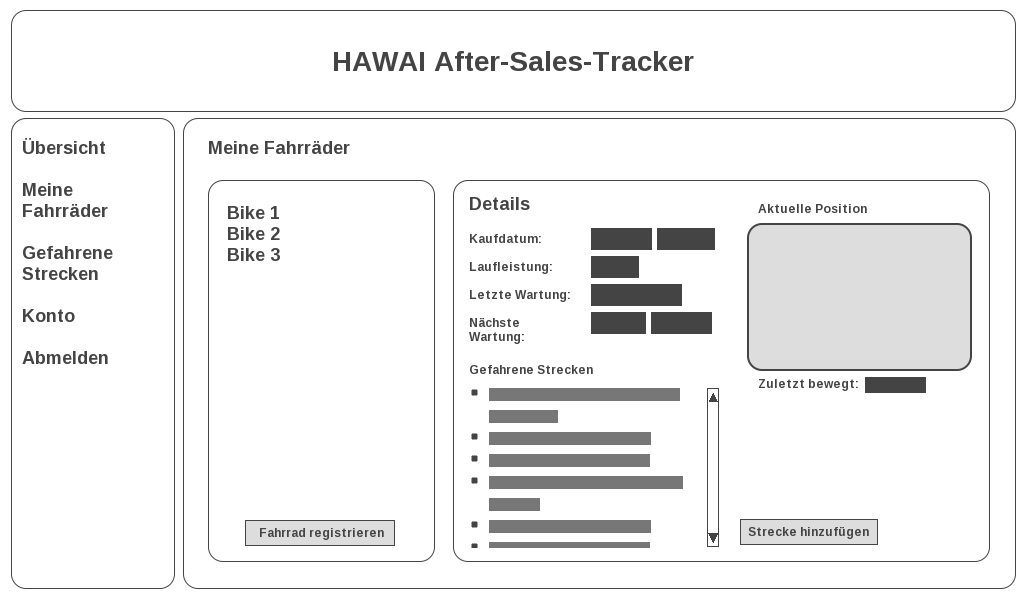 HAWAI After-Sales-Tracker
Übersicht
Meine
Fahrräder
Gefahrene
Strecken
Konto
Abmelden
Meine Fahrräder
Bike 1
Bike 2
Bike 3
Fahrrad registrieren
Details
Kaufdatum:
Laufleistung:
Letzte Wartung:
Nächste
Wartung:
Gefahrene Strecken
Aktuelle Position
Zuletzt bewegt:
Strecke hinzufügen